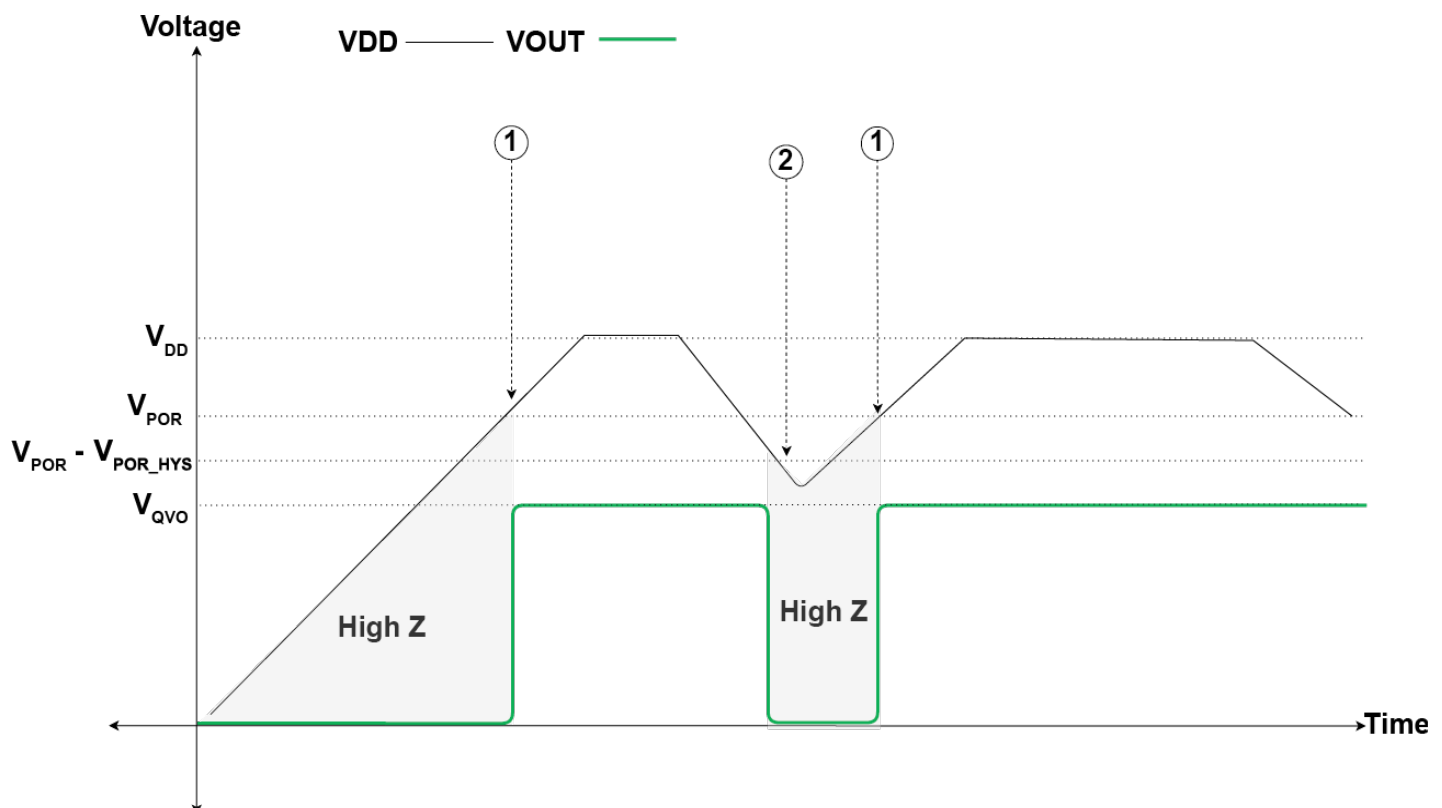 Voltage
VDD
VOUT
1
2
1
VDD
VPOR
VPOR - VPOR_HYS
VQVO
High Z
High Z
Time